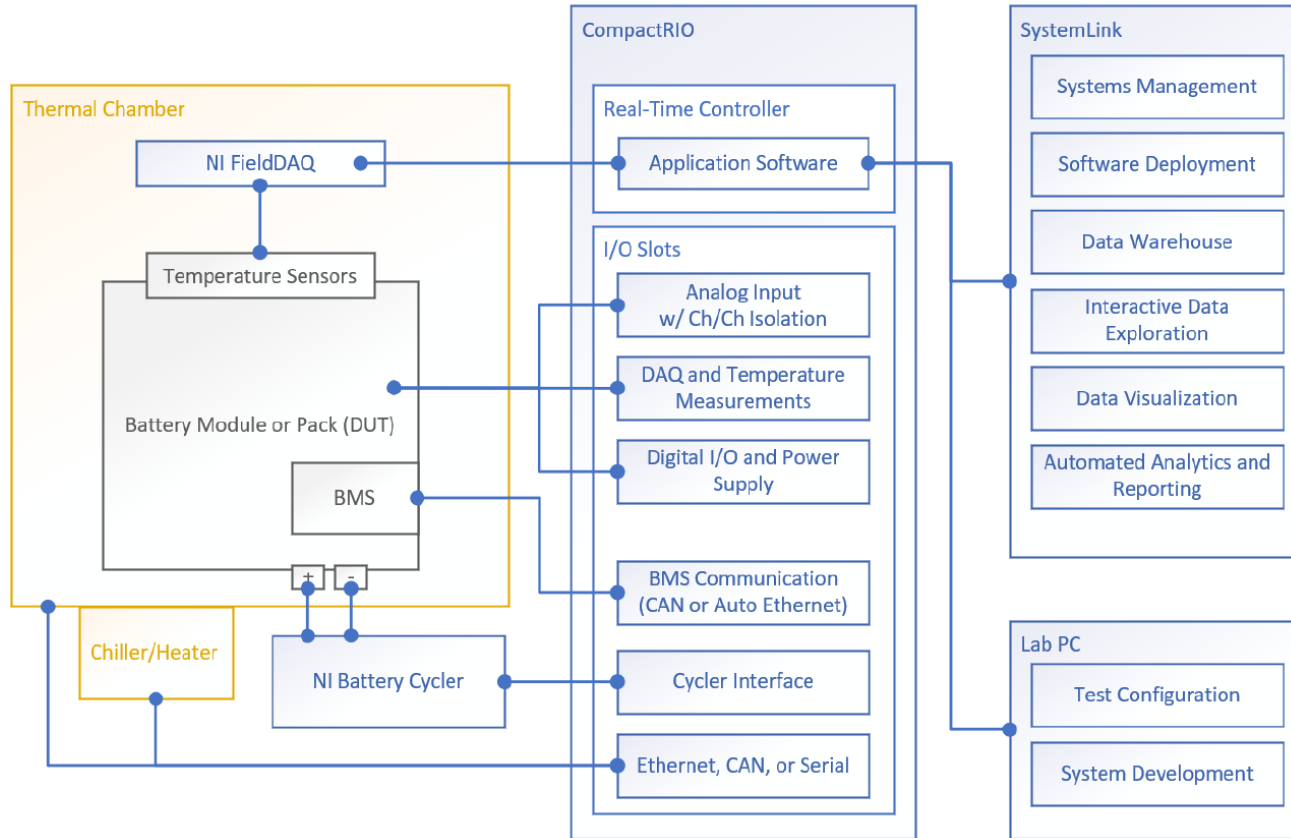 Thermal Chamber
NI FieldDAQ
Temperature Sensors
Battery Module or Pack (DUT)
BMS
+
-
Chiller/Heater
NI Battery Cycler
CompactRIO
Real-Time Controller
Application Software
I/O Slots
Analog Input
w/ Ch/Ch Isolation
DAQ and Temperature
Measurements
Digital I/O and Power
Supply
BMS Communication
(CAN or Auto Ethernet)
Cycler Interface
Ethernet, CAN, or Serial
SystemLink
Systems Management
Software Deployment
Data Warehouse
Interactive Data
Exploration
Data Visualization
Automated Analytics and
Reporting
Lab PC
Test Configuration
System Development